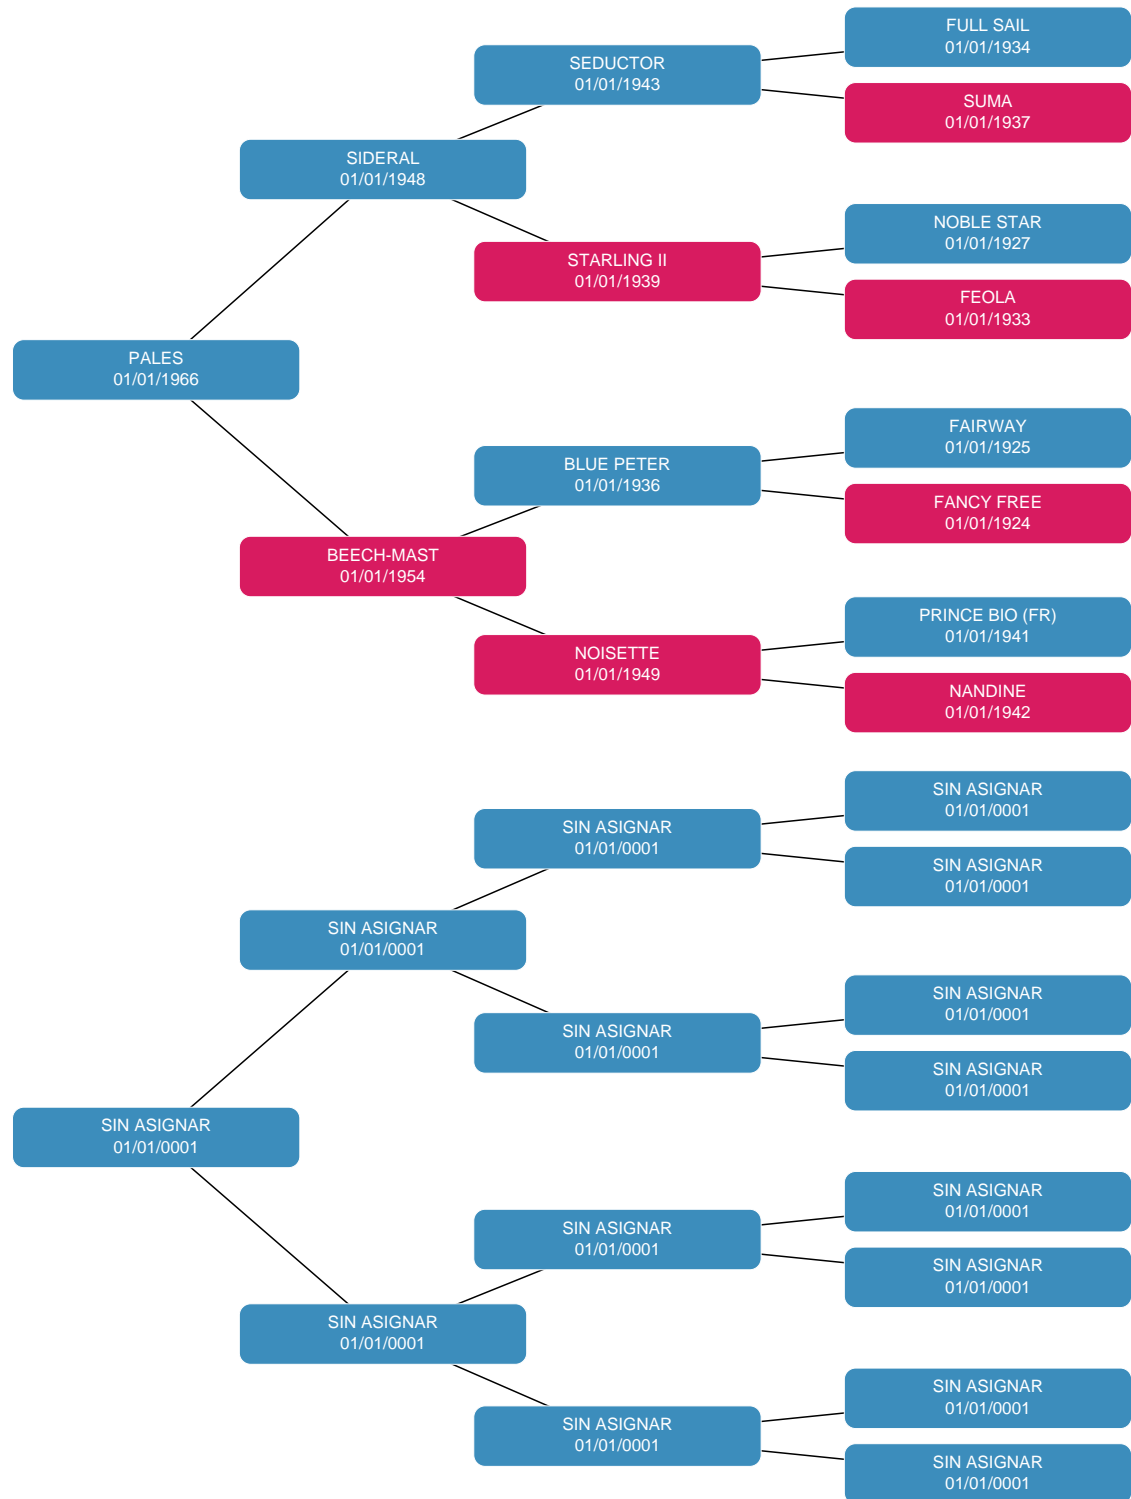 FULL SAIL
01/01/1934
SEDUCTOR
01/01/1943
SUMA
01/01/1937
SIDERAL
01/01/1948
NOBLE STAR
01/01/1927
STARLING II
01/01/1939
FEOLA
01/01/1933
PALES
01/01/1966
FAIRWAY
01/01/1925
BLUE PETER
01/01/1936
FANCY FREE
01/01/1924
BEECH-MAST
01/01/1954
PRINCE BIO (FR)
01/01/1941
NOISETTE
01/01/1949
NANDINE
01/01/1942
SIN ASIGNAR
01/01/0001
SIN ASIGNAR
01/01/0001
SIN ASIGNAR
01/01/0001
SIN ASIGNAR
01/01/0001
SIN ASIGNAR
01/01/0001
SIN ASIGNAR
01/01/0001
SIN ASIGNAR
01/01/0001
SIN ASIGNAR
01/01/0001
SIN ASIGNAR
01/01/0001
SIN ASIGNAR
01/01/0001
SIN ASIGNAR
01/01/0001
SIN ASIGNAR
01/01/0001
SIN ASIGNAR
01/01/0001
SIN ASIGNAR
01/01/0001
SIN ASIGNAR
01/01/0001